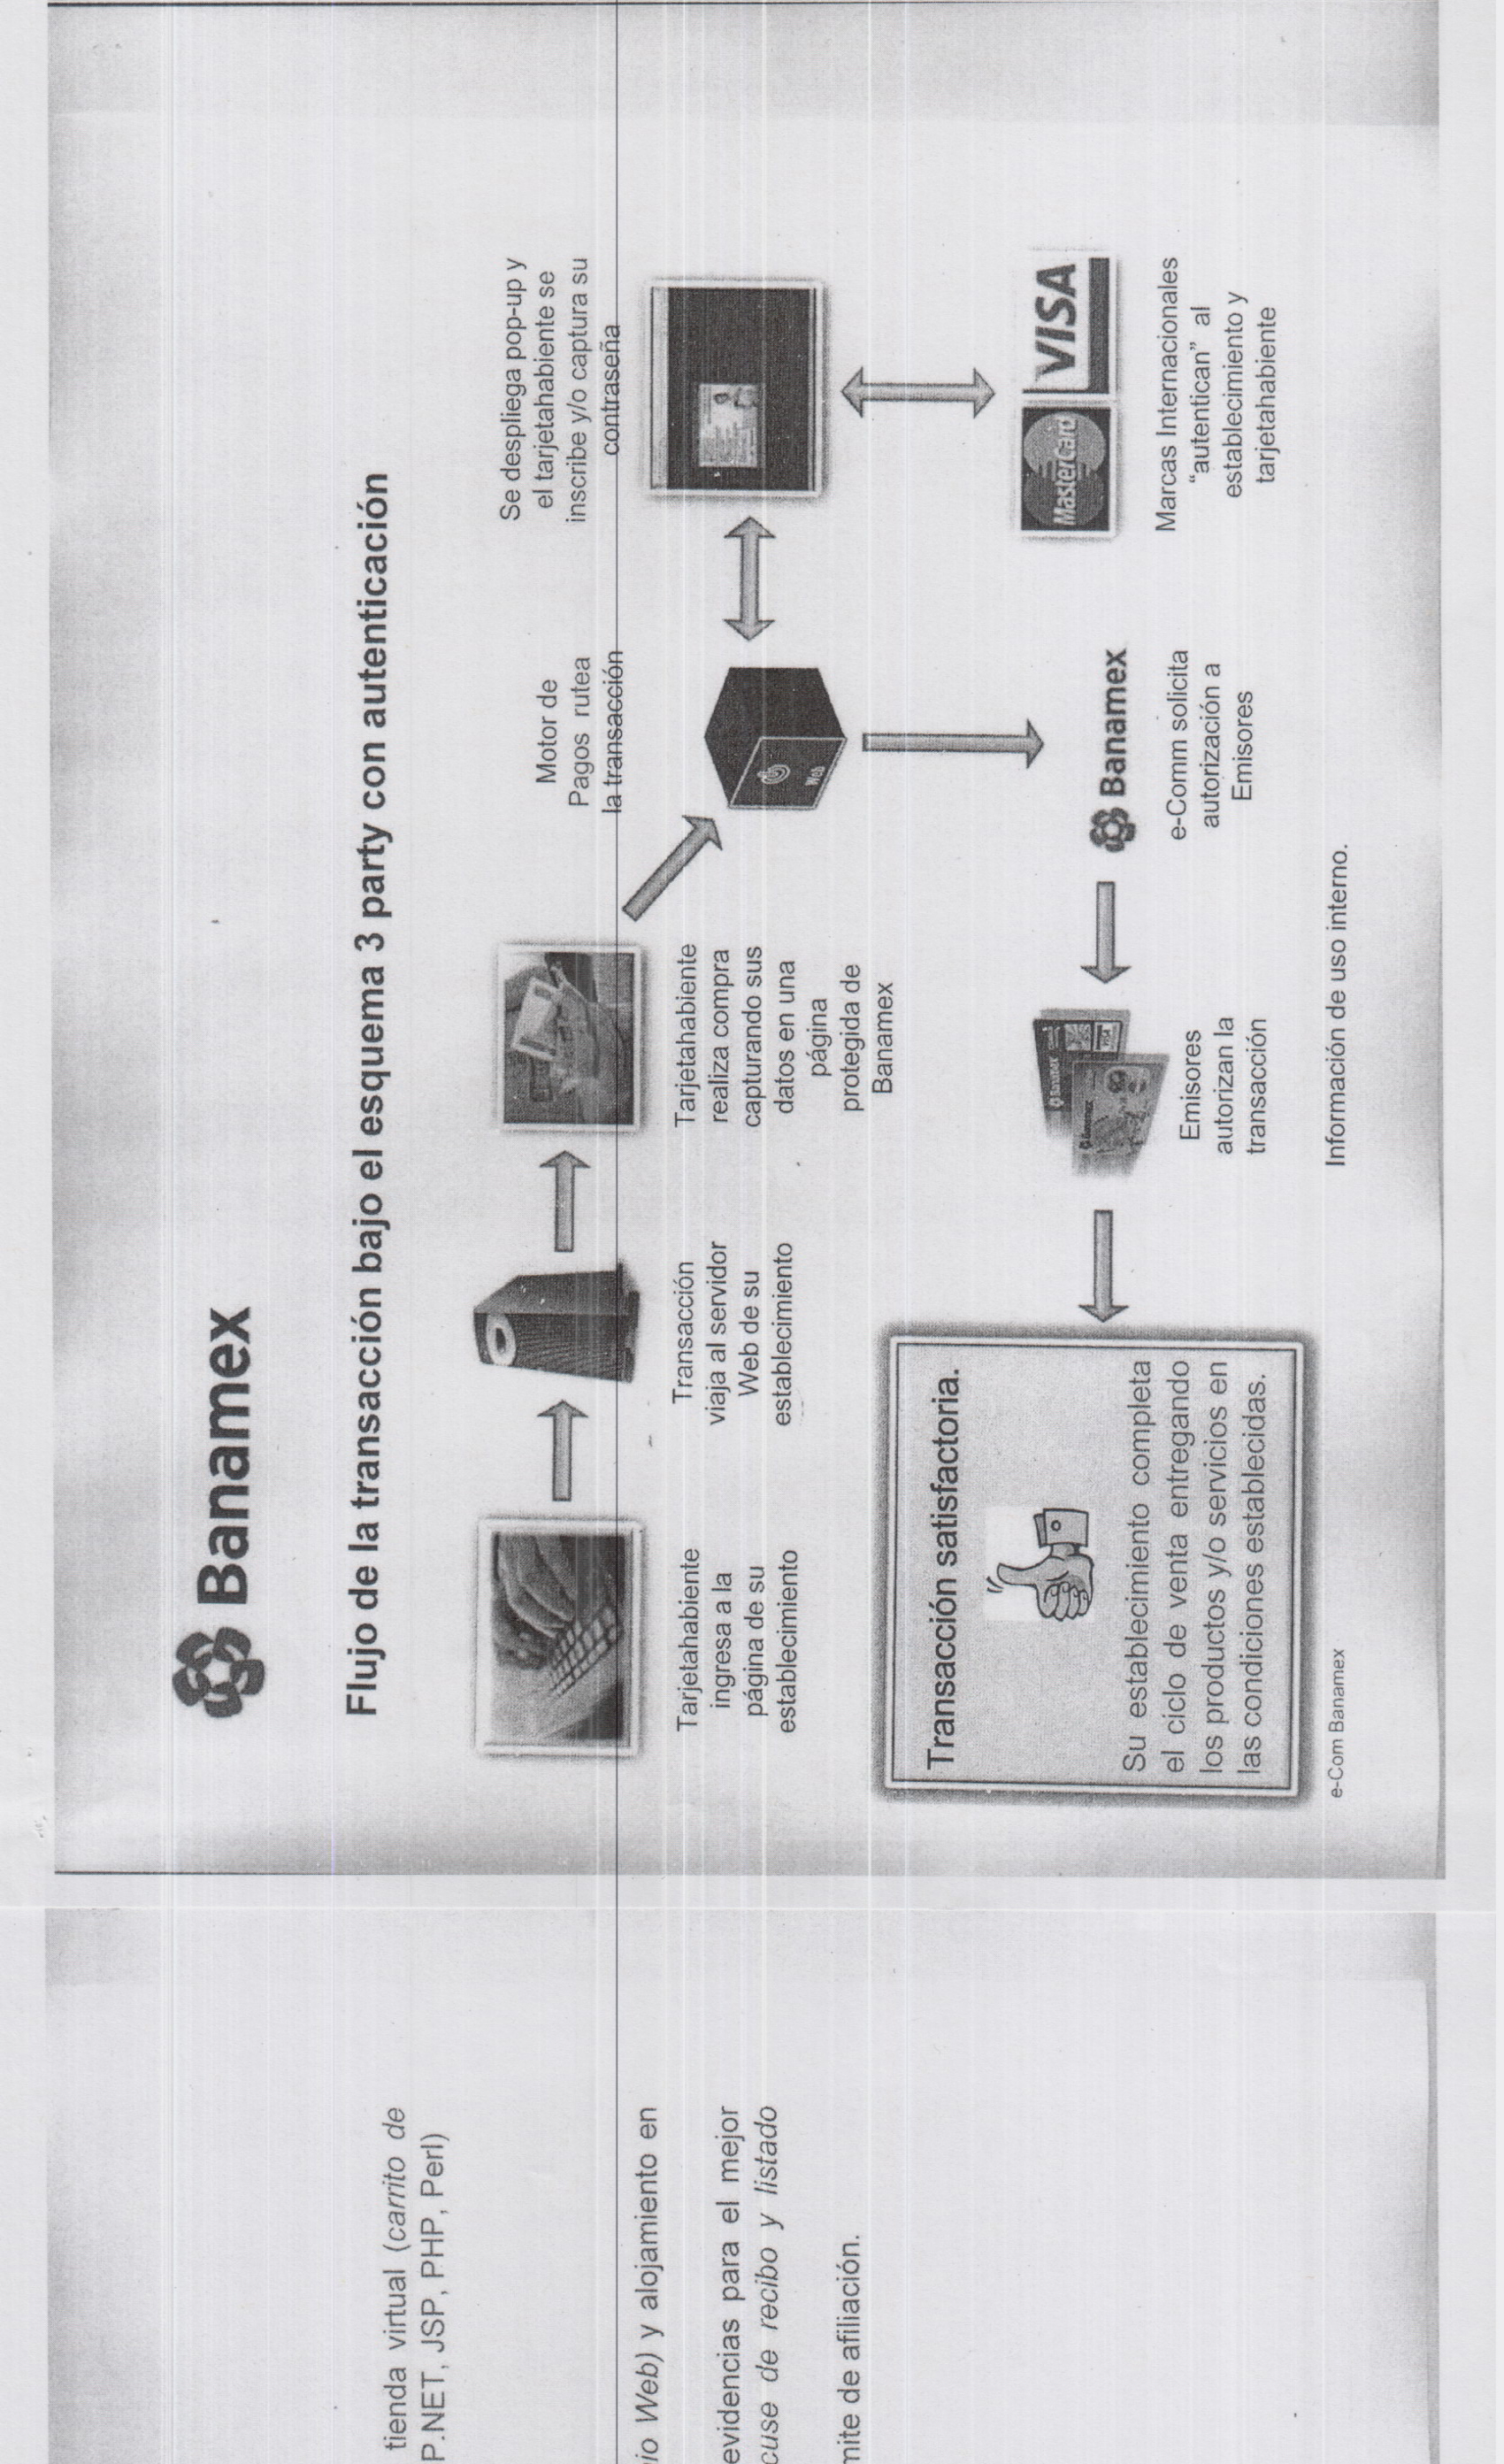 Banamex
Flujo de la transacción bajo el esquema 3 party con autenticación
Tarjetahabiente
ingresa a la
página de su
establecimiento
Transacción
viaja al servidor
Web de su
establecimiento
Tarjetahabiente
realiza compra
capturando sus
datos en una
página
protegida de
Banamex
Motor de
Pagos rutea
la transacción
Web
Se despliega pop-up y
el tarjetahabiente se
inscribe y/o captura su
contraseña
MasterCard
VISA
Marcas Internacionales
“autentican” al
establecimiento y
tarjetahabiente
Banamex
e-Comm solicita
autorización a
Emisores
Emisores
autorizan la
transacción
Transacción satisfactoria.
Su establecimiento completa
el ciclo de venta entregando
los productos y/o servicios en
las condiciones establecidas.
e-Com Banamex
Información de uso interno.
tienda virtual (carrito de
P.NET, JSP, PHP, Perl)
io Web) y alojamiento en
evidencias para el mejor
cuse de recibo y listado
mite de afiliación.